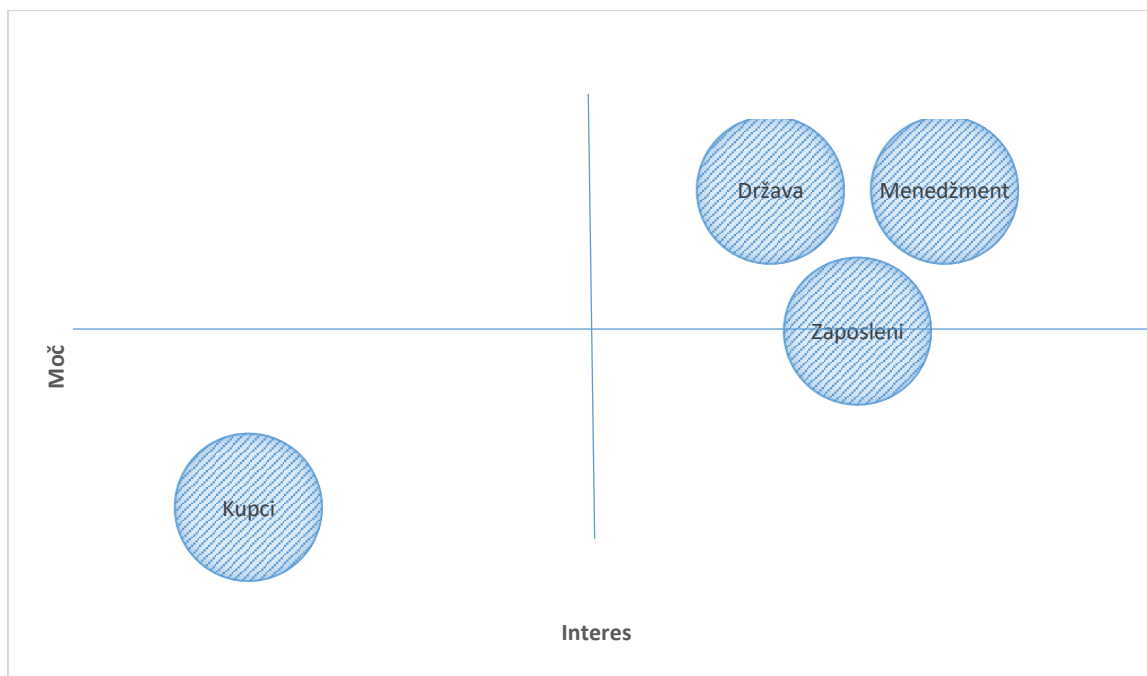 Država
Menedžment
Zaposleni
Moč
Kupci
Interes